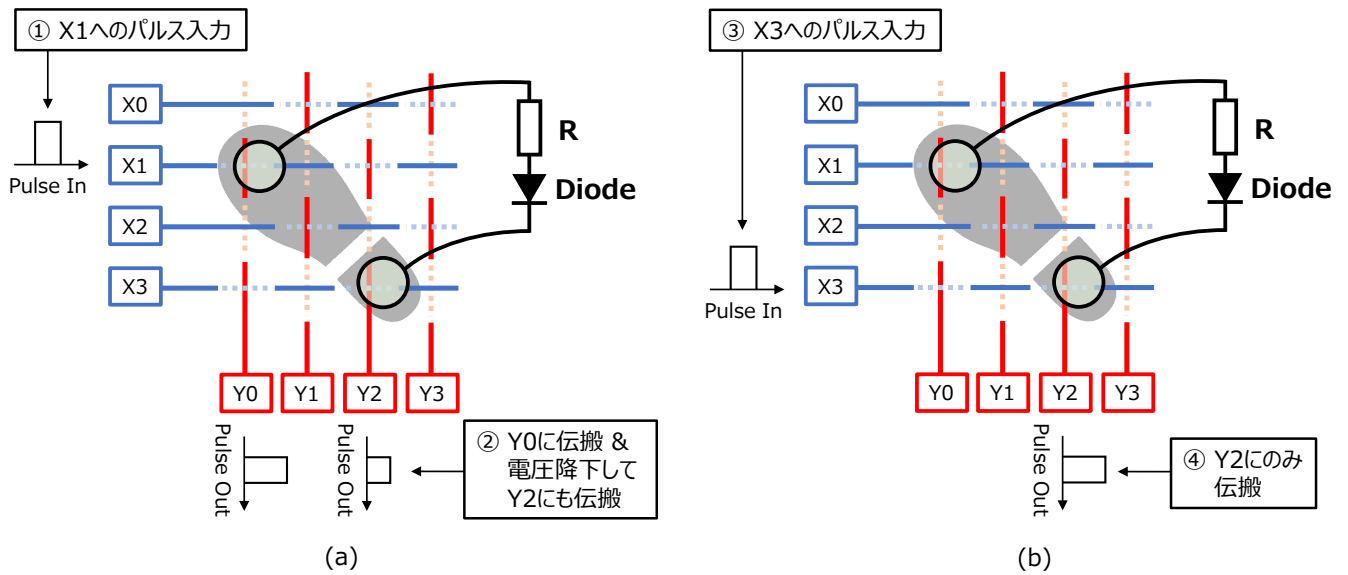 ① X1へのパルス入力
X0
X1
X2
X3
Pulse In
R
Diode
Y0
Y1
Y2
Y3
Pulse Out
Pulse Out
② Y0に伝搬 &
電圧降下して
Y2にも伝搬
(a)
③ X3へのパルス入力
X0
X1
X2
X3
Pulse In
R
Diode
Y0
Y1
Y2
Y3
Pulse Out
④ Y2にのみ
伝搬
(b)